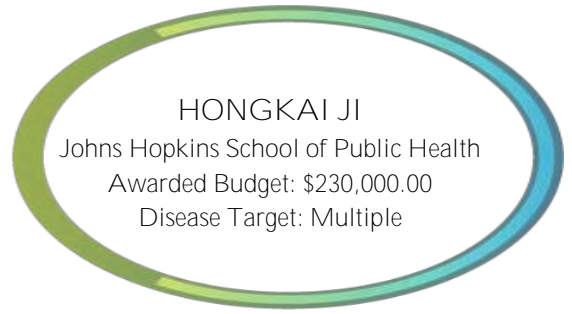 HONGKAI JI
Johns Hopkins School of Public Health
Awarded Budget: $230,000.00
Disease Target: Multiple